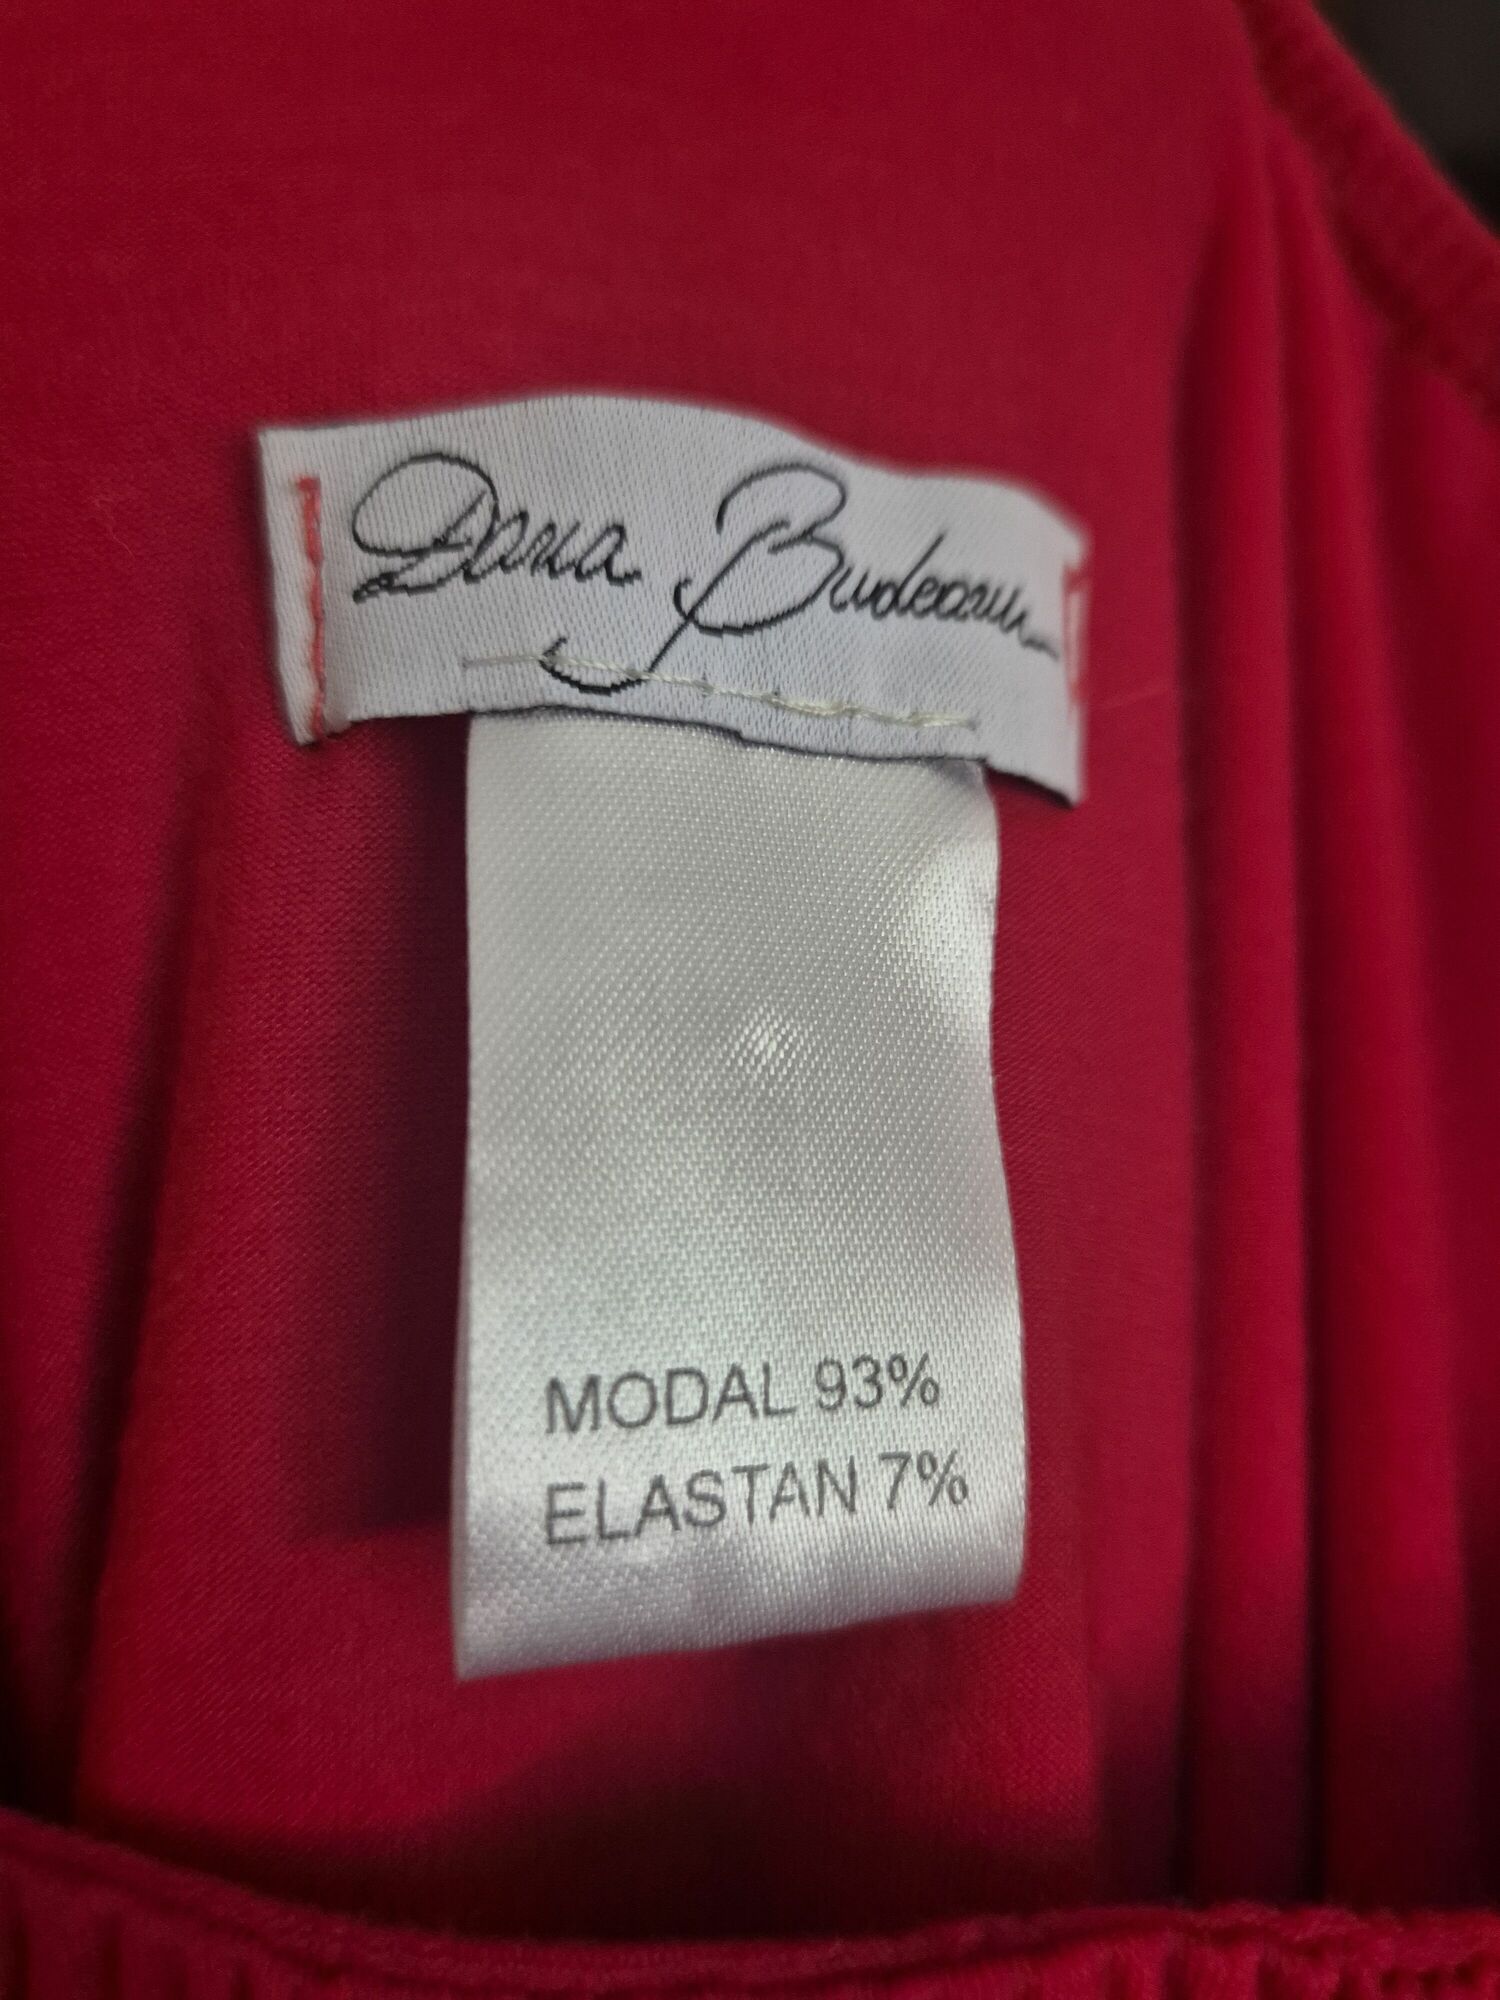 Dana Budeanu
MODAL 93%
ELASTAN 7%